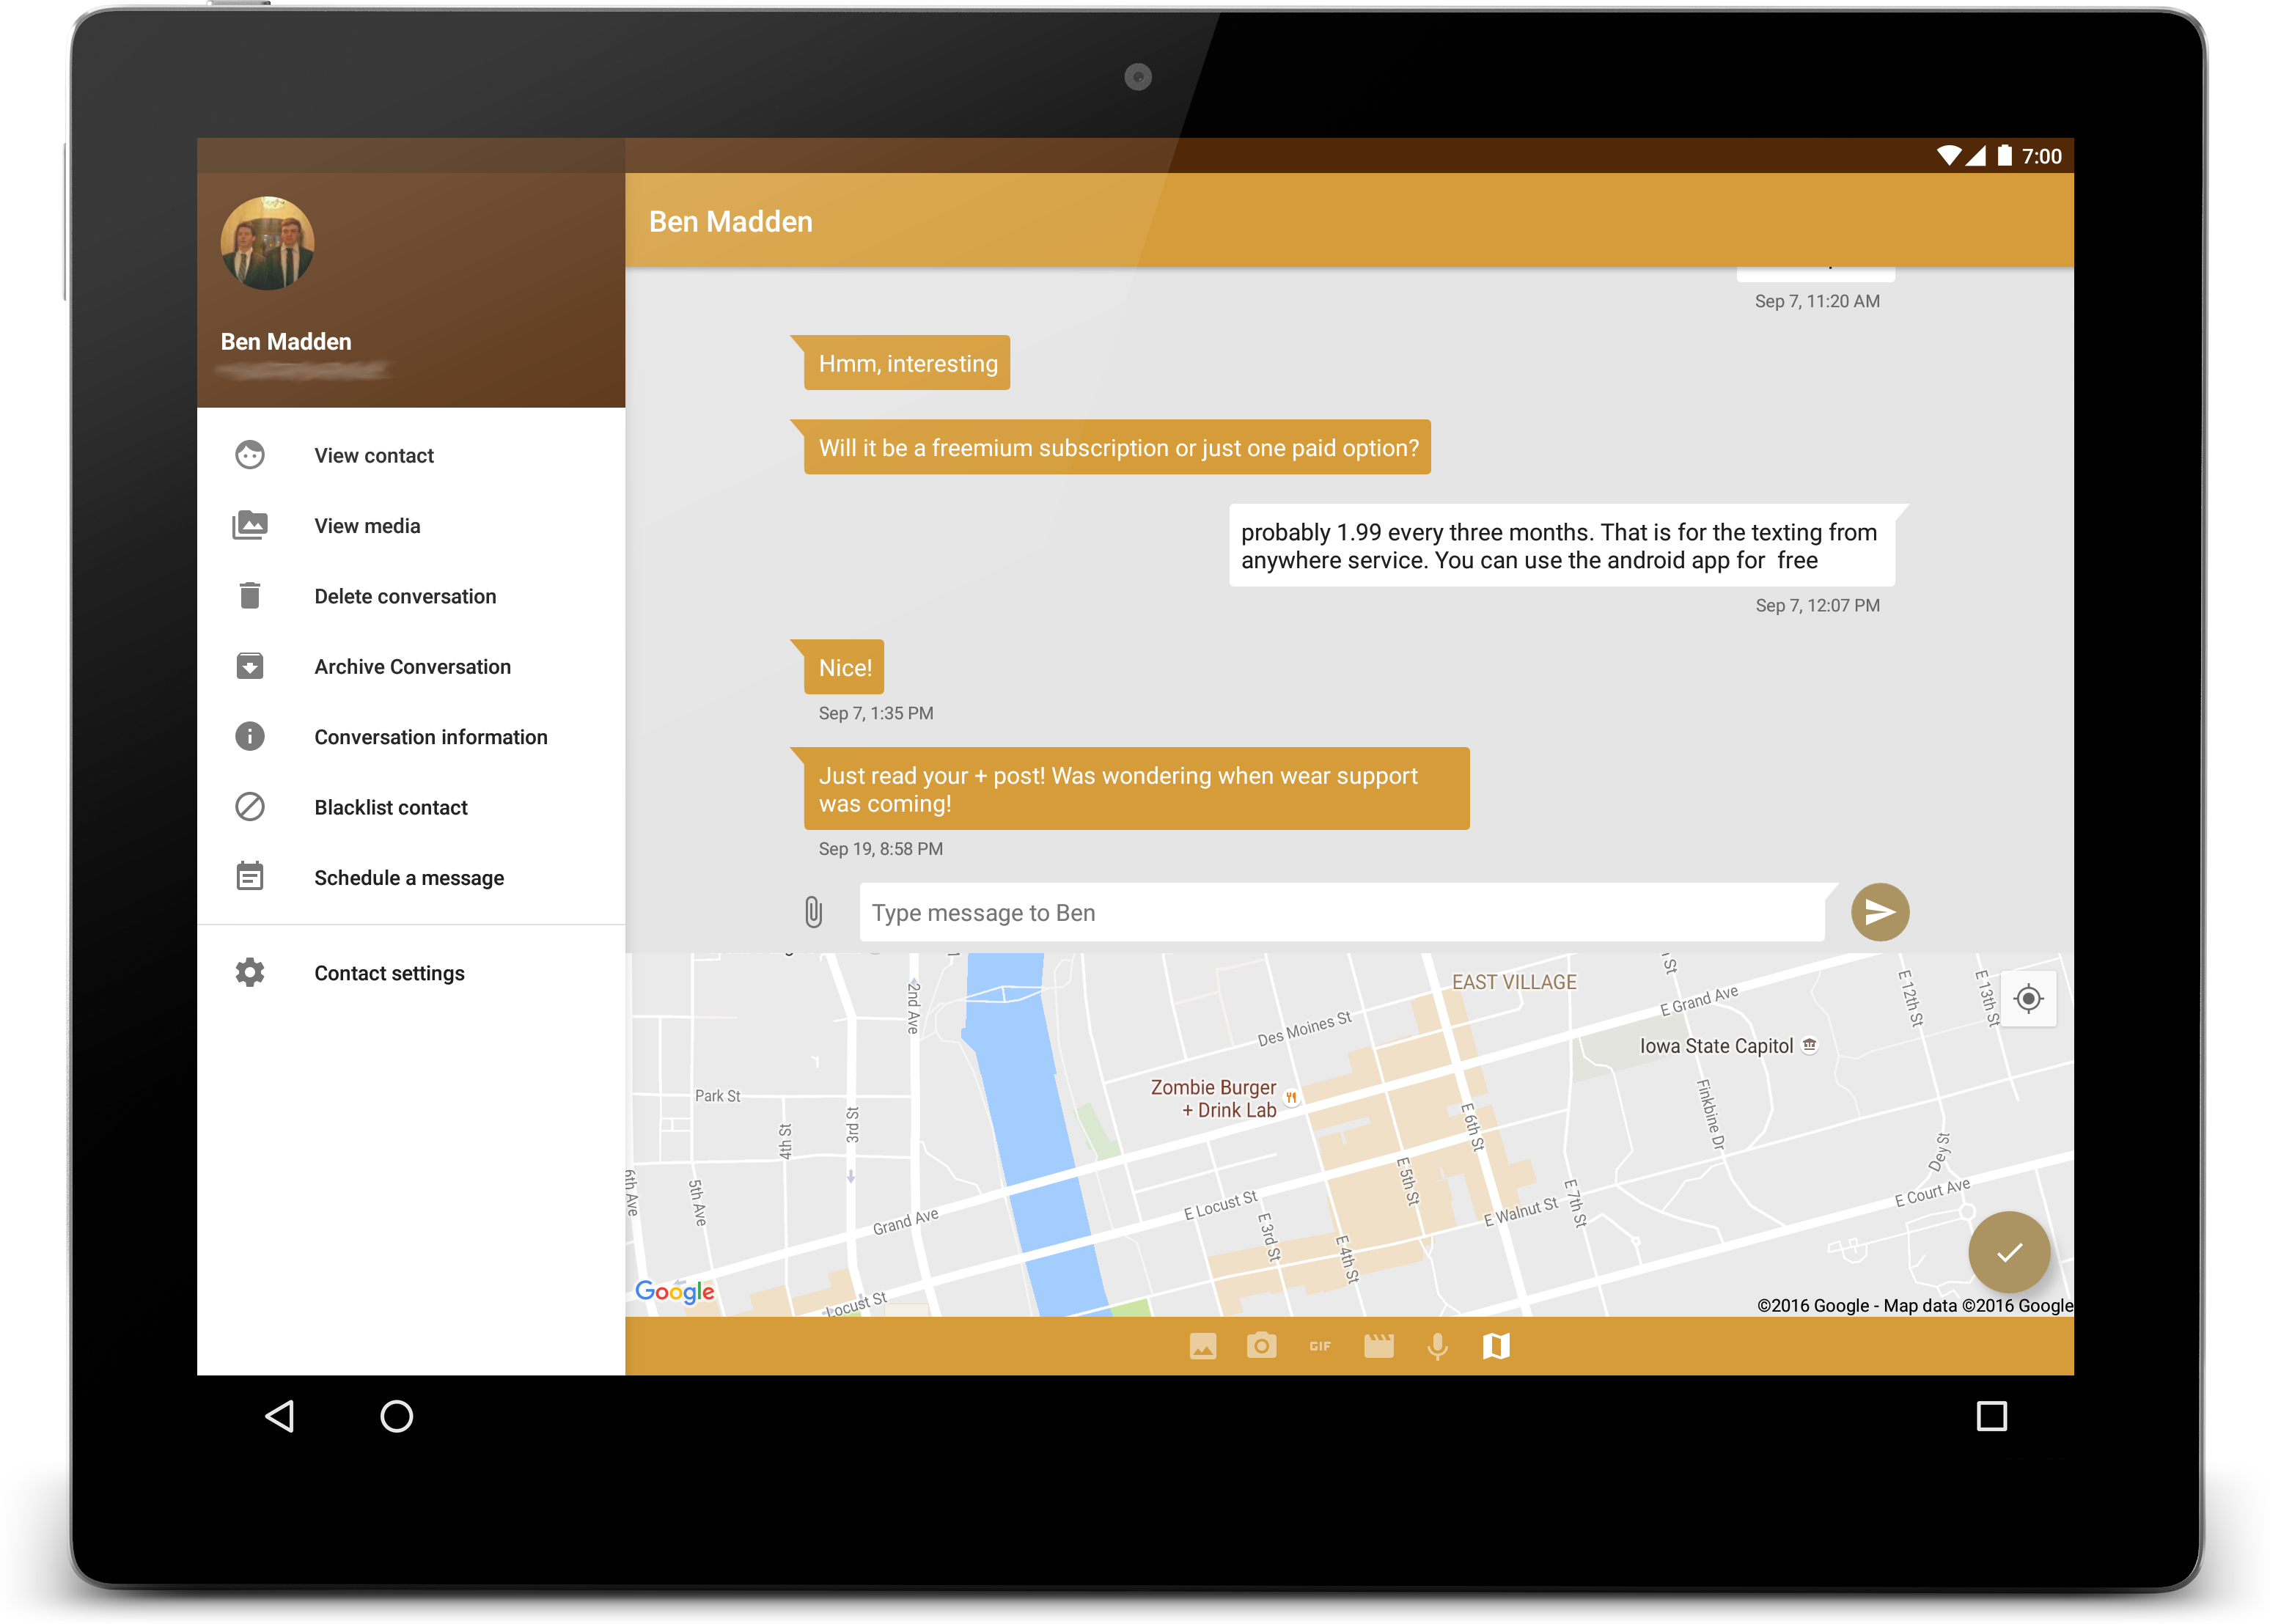 7:00
Ben Madden
View contact
View media
Delete conversation
Archive Conversation
Conversation information
Blacklist contact
Schedule a message
Contact settings
Ben Madden
Sep 7, 11:20 AM
Hmm, interesting
Will it be a freemium subscription or just one paid option?
probably 1.99 every three months. That is for the texting from
anywhere service. You can use the android app for  free
Sep 7, 12:07 PM
Nice!
Sep 7, 1:35 PM
Just read your + post! Was wondering when wear support
was coming!
Sep 19, 8:58 PM
Type message to Ben
EAST VILLAGE
St
E Grand Ave
E 12th St
E 13th St
2nd Ave
Des Moines St
Iowa State Capitol
Zombie Burger
+ Drink Lab
Park St
4th St
3rd St
E 6th St
Finkbine Dr
Dey St
6th Ave
5th Ave
Grand Ave
E Locust St
E 3rd St
E 4th St
E 5th St
E Walnut St
E 7th St
E Court Ave
Google
Locust St
©2016 Google - Map data ©2016 Google
GIF